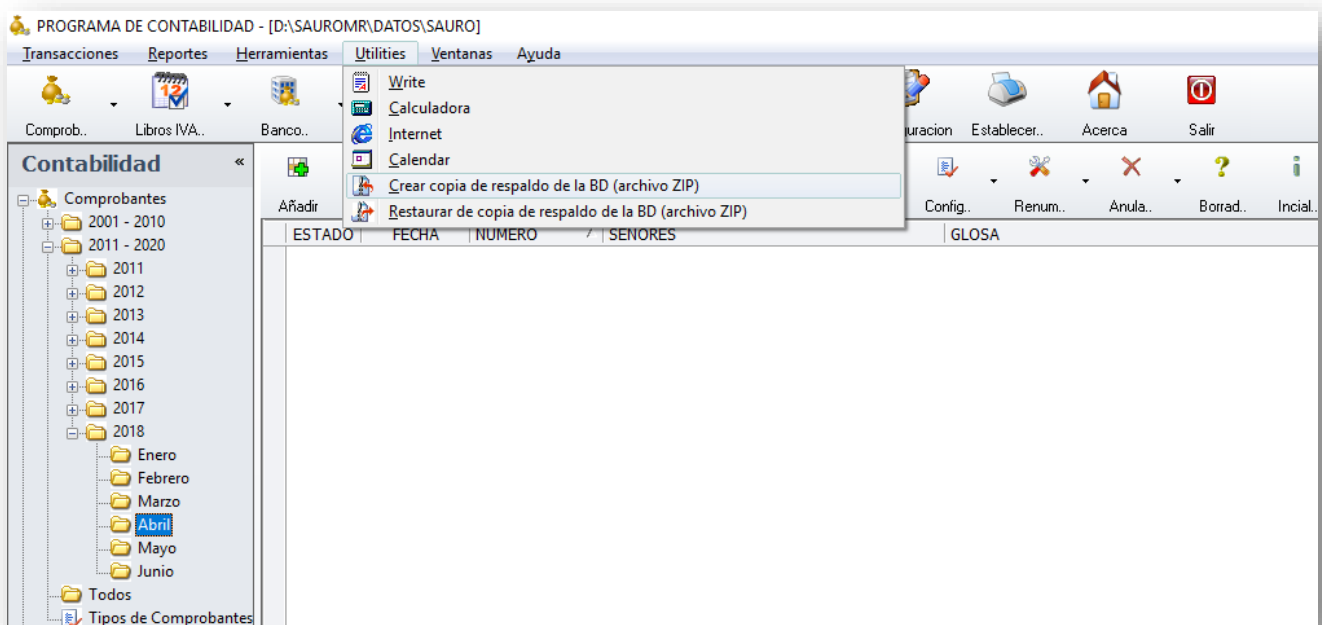 PROGRAMA DE CONTABILIDAD - [D:\SAUROMR\DATOS\SAURO]
Transacciones Reportes Herramientas Utilities Ventanas Ayuda
Write
Calculadora
Internet
Calendar
Crear copia de respaldo de la BD (archivo ZIP)
Restaurar de copia de respaldo de la BD (archivo ZIP)
12
Comprob.. Libros IVA.. Banco.. uracion Establecer.. Acerca Salir
Contabilidad «
Añadir Config.. Renum.. Anula.. Borrad.. Incial..
ESTADO FECHA NUMERO / SENORES GLOSA
Comprobantes
2001 - 2010
2011 - 2020
2011
2012
2013
2014
2015
2016
2017
2018
Enero
Febrero
Marzo
Abril
Mayo
Junio
Todos
Tipos de Comprobantes